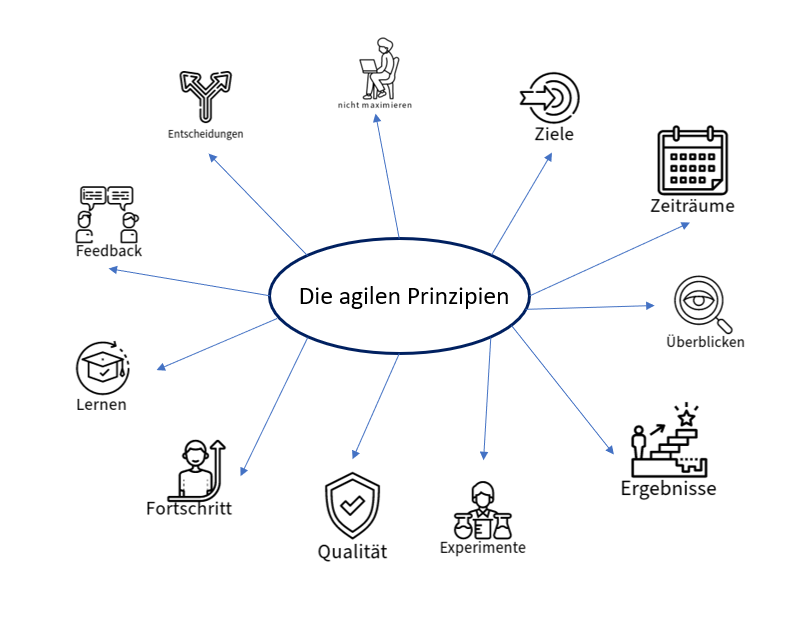 nicht maximieren
Entscheidungen
Ziele
Zeiträume
Feedback
Die agilen Prinzipien
Überblicken
Lernen
Ergebnisse
Fortschritt
Qualität
Experimente